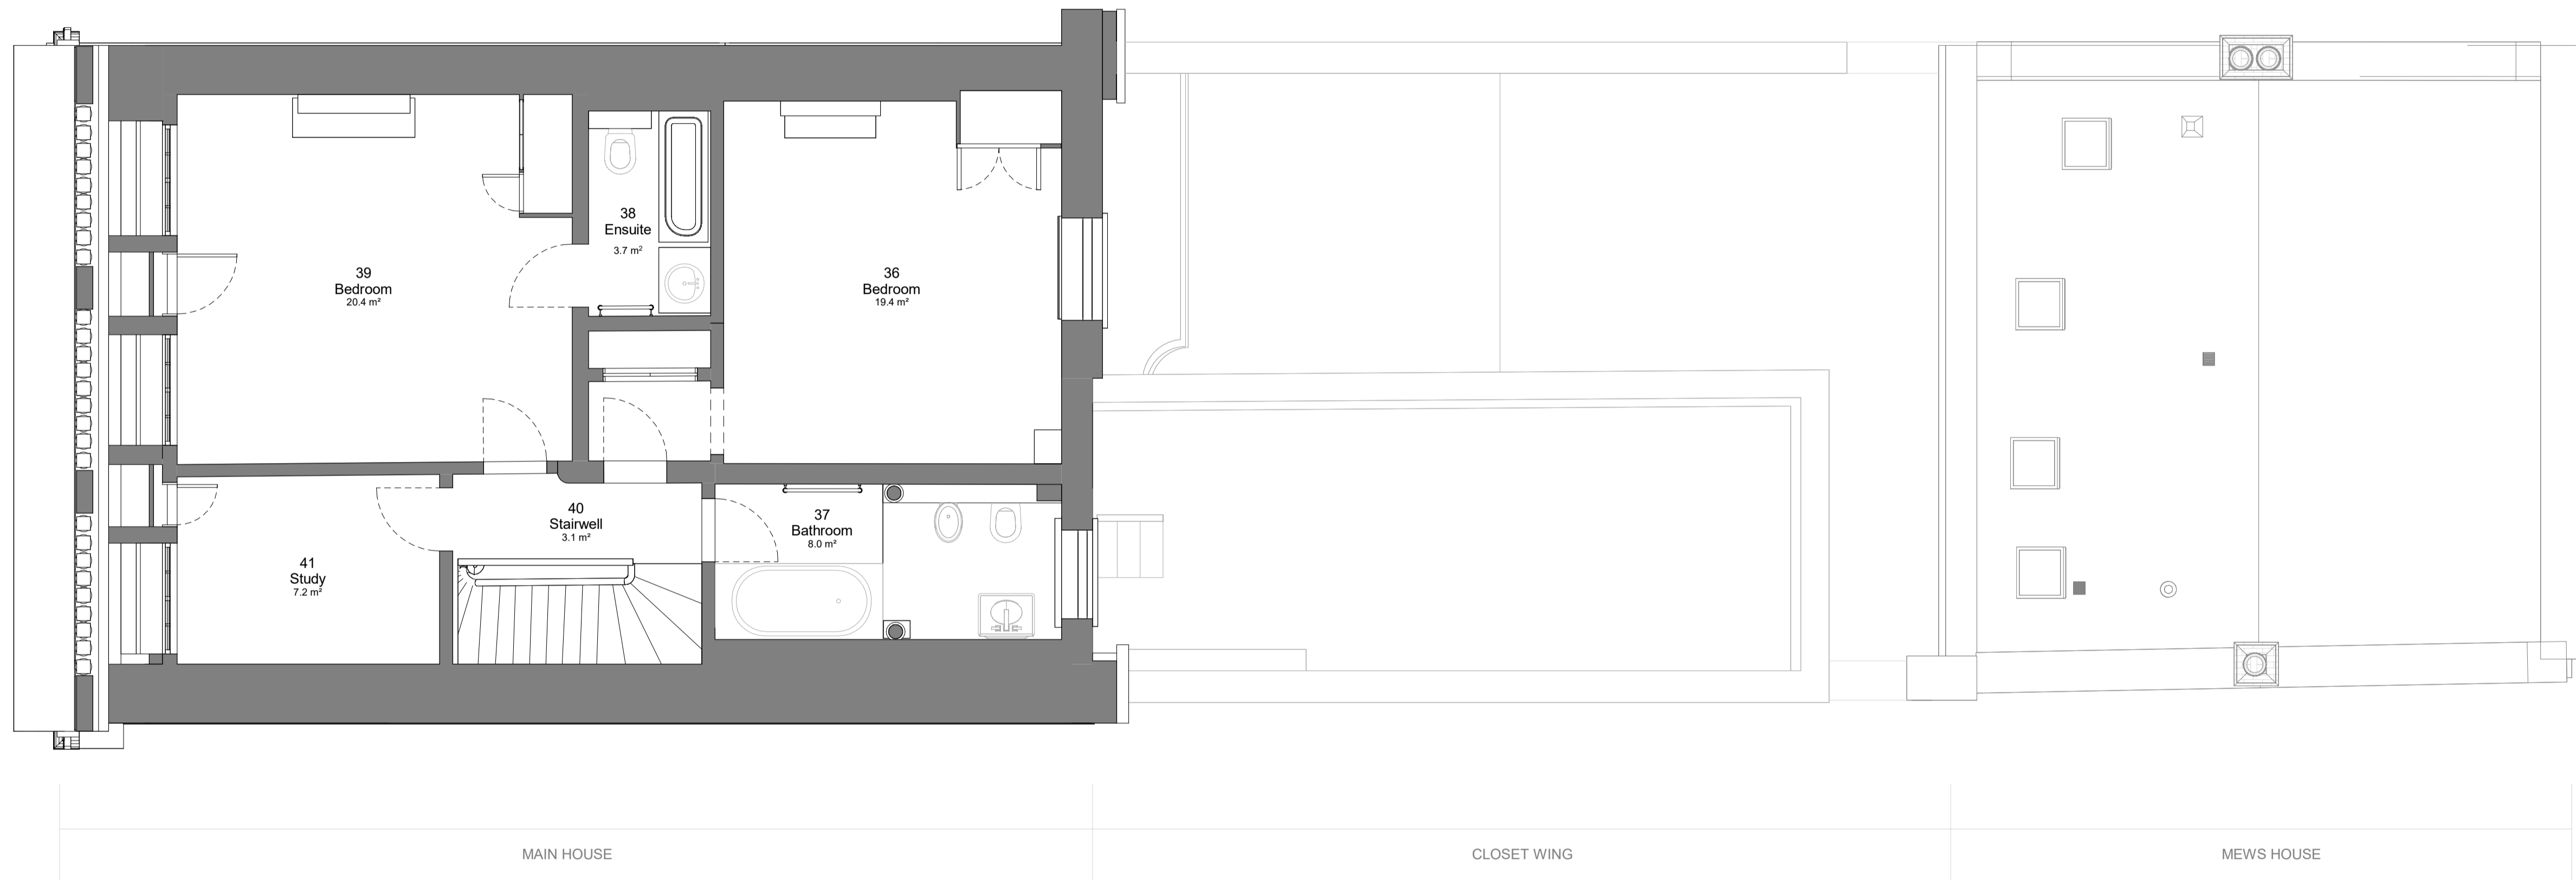 38
Ensuite
3.7 m²
39
Bedroom
20.4 m²
36
Bedroom
19.4 m²
40
Stairwell
3.1 m²
37
Bathroom
8.0 m²
41
Study
7.2 m²
MAIN HOUSE
CLOSET WING
MEWS HOUSE